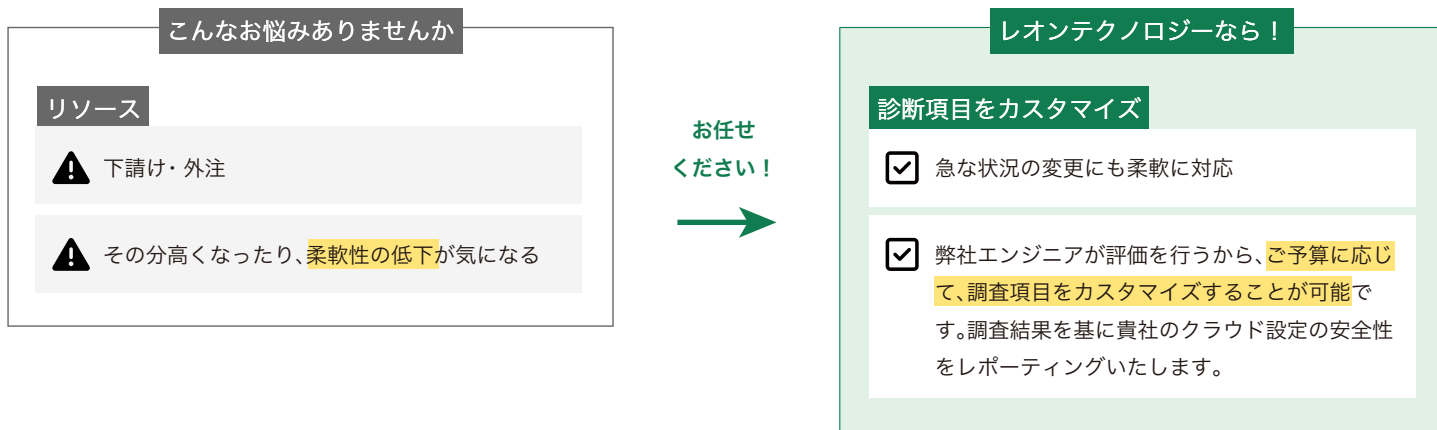 こんなお悩みありませんか
リソース
下請け・外注
その分高くなったり、柔軟性の低下が気になる
お任せ
ください！
レオンテクノロジーなら！
診断項目をカスタマイズ
急な状況の変更にも柔軟に対応
弊社エンジニアが評価を行うから、ご予算に応じ
て、調査項目をカスタマイズすることが可能で
す。調査結果を基に貴社のクラウド設定の安全性
をレポーティングいたします。